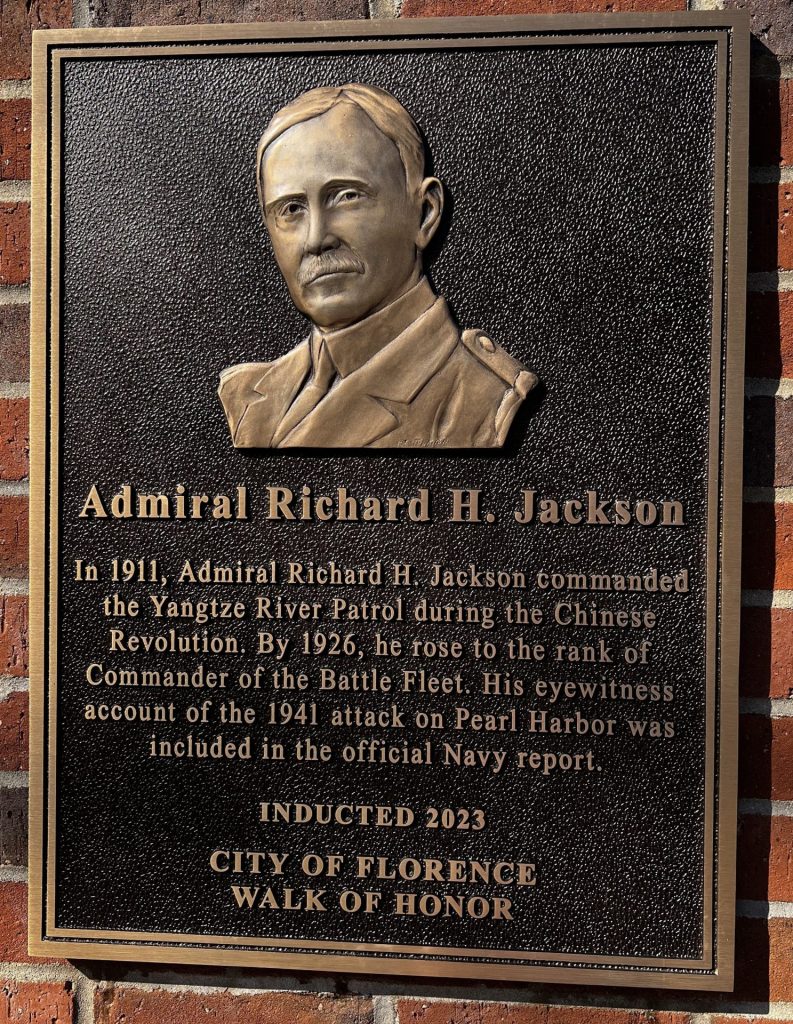 Admiral Richard H. Jackson
In 1911, Admiral Richard H. Jackson commanded
the Yangtze River Patrol during the Chinese
Revolution. By 1926, he rose to the rank of
Commander of the Battle Fleet. His eyewitness
account of the 1941 attack on Pearl Harbor was
included in the official Navy report.
INDUCTED 2023
CITY OF FLORENCE
WALK OF HONOR